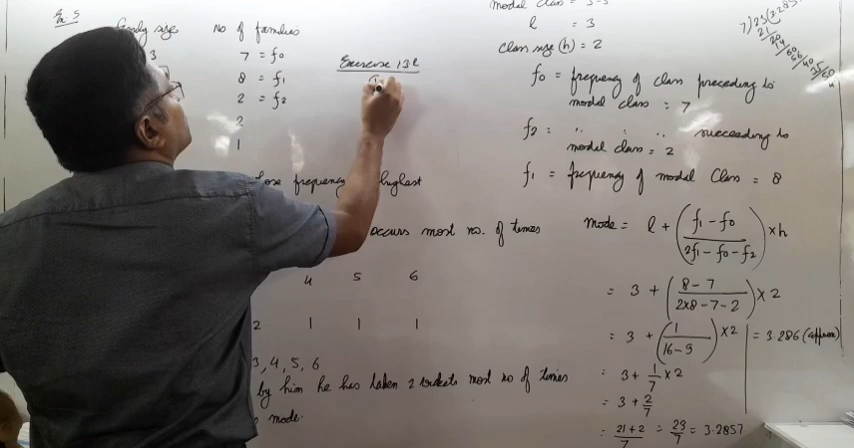 Ex 5
family size    No of families
3    7 = f0
8 = f1
2 = f2
2
1
Exercise 13.2
frequency highest
occurs most no. of times
4    5    6
2    1    1    1
3, 4, 5, 6
by him he has taken 2 wickets most no of times
mode.
l = 3
class size (h) = 2
f0 = frequency of class preceding to
modal class = 7
f2 = " " " succeeding to
modal class = 2
f1 = frequency of modal class = 8
mode = l + ( f1 - f0 / 2f1 - f0 - f2 ) x h
= 3 + ( 8 - 7 / 2x8 - 7 - 2 ) x 2
= 3 + ( 1 / 16 - 9 ) x 2 = 3.286 (approx)
= 3 + 1/7 x 2
= 3 + 2/7
= 21 + 2 / 7 = 23/7 = 3.2857